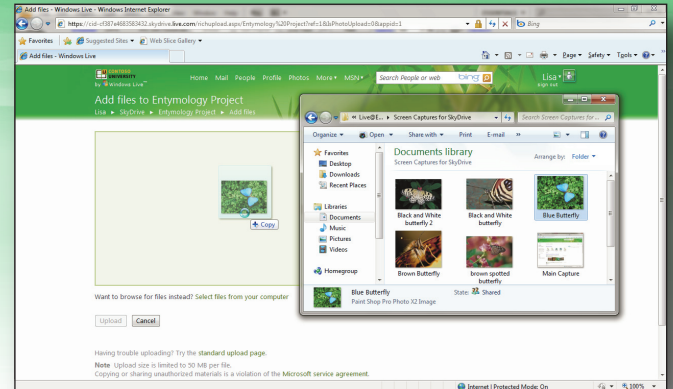 Add files - Windows Live - Windows Internet Explorer
https://cid-cf387e4683583432.skydrive.live.com/richupload.aspx/Entymology%20Project?ref=1&lbPhotoUpload=0&appid=1
Bing
Favorites
Suggested Sites
Web Slice Gallery
Add files - Windows Live
Page Safety Tools
CONTOSO
UNIVERSITY
by Windows Live™
Home Mail People Profile Photos More MSN
Search People or web
bing
Lisa
sign out
Add files to Entymology Project
Lisa ► SkyDrive ► Entymology Project ► Add files
Copy
« Live@E... ► Screen Captures for SkyDrive
Search Screen Captures for ...
Organize Open Share with Print E-mail »
Favorites
Desktop
Downloads
Recent Places
Libraries
Documents
Music
Pictures
Videos
Homegroup
Documents library
Screen Captures for SkyDrive
Arrange by: Folder
Black and White
butterfly 2
Black and White
butterfly
Blue Butterfly
Brown Butterfly
brown spotted
butterfly
Main Capture
Blue Butterfly
State: Shared
Paint Shop Pro Photo X2 Image
Want to browse for files instead? Select files from your computer
Upload Cancel
Having trouble uploading? Try the standard upload page.
Note Upload size is limited to 50 MB per file.
Copying or sharing unauthorized materials is a violation of the Microsoft service agreement.
Internet | Protected Mode: On
100%